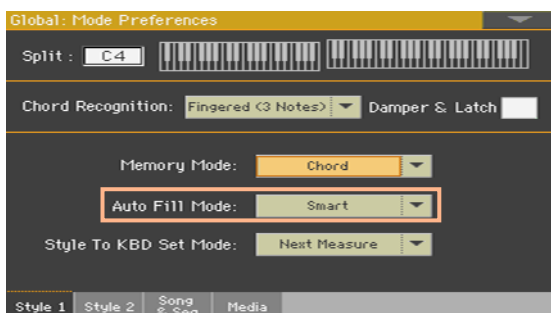 Global: Mode Preferences
Split : C4
Chord Recognition: Fingered (3 Notes) Damper & Latch
Memory Mode: Chord
Auto Fill Mode: Smart
Style To KBD Set Mode: Next Measure
Style 1 Style 2 Song & Seq Media